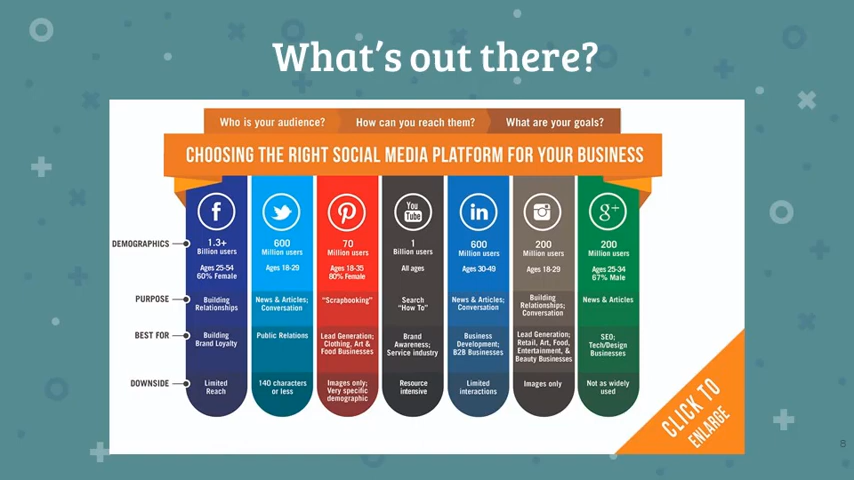 What's out there?
Who is your audience?
How can you reach them?
What are your goals?
CHOOSING THE RIGHT SOCIAL MEDIA PLATFORM FOR YOUR BUSINESS
f
You
Tube
in
g+
DEMOGRAPHICS
1.3+
Billion users
Ages 25-54
60% Female
600
Million users
Ages 18-29
70
Million users
Ages 18-35
80% Female
1
Billion users
All ages
600
Million users
Ages 30-49
200
Million users
Ages 18-29
200
Million users
Ages 25-34
67% Male
PURPOSE
Building
Relationships
News & Articles;
Conversation
"Scrapbooking"
Search
"How To"
News & Articles;
Conversation
Building
Relationships;
Conversation
News & Articles
BEST FOR
Building
Brand Loyalty
Public Relations
Lead Generation;
Clothing, Art &
Food Businesses
Brand
Awareness;
Service industry
Business
Development;
B2B Businesses
Lead Generation;
Retail, Art, Food,
Entertainment, &
Beauty Businesses
SEO;
Tech/Design
Businesses
DOWNSIDE
Limited
Reach
140 characters
or less
Images only;
Very specific
demographic
Resource
intensive
Limited
interactions
Images only
Not as widely
used
CLICK TO
ENLARGE
8